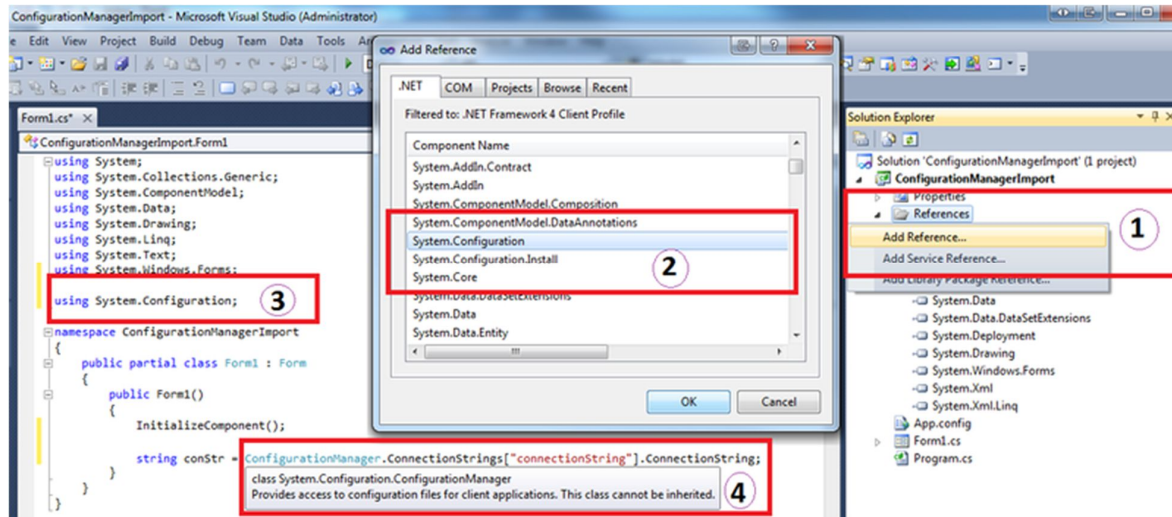 ConfigurationManagerImport - Microsoft Visual Studio (Administrator)
Edit View Project Build Debug Team Data Tools
Form1.cs*
ConfigurationManagerImport.Form1
using System;
using System.Collections.Generic;
using System.ComponentModel;
using System.Data;
using System.Drawing;
using System.Linq;
using System.Text;
using System.Windows.Forms;
using System.Configuration;
3
namespace ConfigurationManagerImport
{
public partial class Form1 : Form
{
public Form1()
{
InitializeComponent();
string conStr = ConfigurationManager.ConnectionStrings["connectionString"].ConnectionString;
}
}
}
class System.Configuration.ConfigurationManager
Provides access to configuration files for client applications. This class cannot be inherited.
4
Add Reference
.NET COM Projects Browse Recent
Filtered to: .NET Framework 4 Client Profile
Component Name
System.AddIn.Contract
System.AddIn
System.ComponentModel.Composition
System.ComponentModel.DataAnnotations
System.Configuration
System.Configuration.Install
System.Core
System.Data.DataSetExtensions
System.Data
System.Data.Entity
2
OK Cancel
Solution Explorer
Solution 'ConfigurationManagerImport' (1 project)
ConfigurationManagerImport
Properties
References
Add Reference...
Add Service Reference...
Add Library Package Reference...
1
System.Data
System.Data.DataSetExtensions
System.Deployment
System.Drawing
System.Windows.Forms
System.Xml
System.Xml.Linq
App.config
Form1.cs
Program.cs